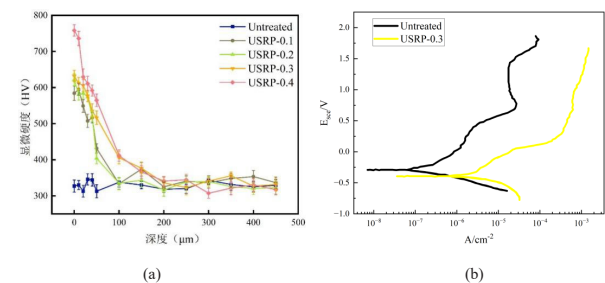 (a)
800
700
600
500
400
300
显微硬度 (HV)
Untreated
USRP-0.1
USRP-0.2
USRP-0.3
USRP-0.4
0
100
200
300
400
深度（μm）
(a)
(b)
2.0
1.5
1.0
0.5
0.0
−0.5
−1.0
E_sce/V
Untreated
USRP-0.3
10⁻⁸
10⁻⁷
10⁻⁶
10⁻⁵
10⁻⁴
10⁻³
A/cm⁻²
(b)